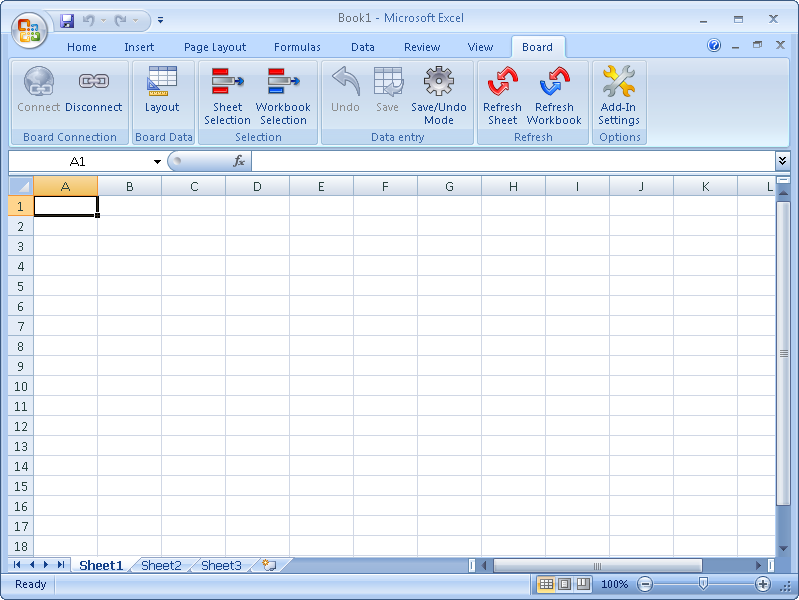 Book1 - Microsoft Excel
Home Insert Page Layout Formulas Data Review View Board
Connect Disconnect Layout Sheet Selection Workbook Selection Undo Save Save/Undo Mode Refresh Sheet Refresh Workbook Add-In Settings
Board Connection Board Data Selection Data entry Refresh Options
A1 fx
A B C D E F G H I J K L
1
2
3
4
5
6
7
8
9
10
11
12
13
14
15
16
17
18
Sheet1 Sheet2 Sheet3
Ready 100%